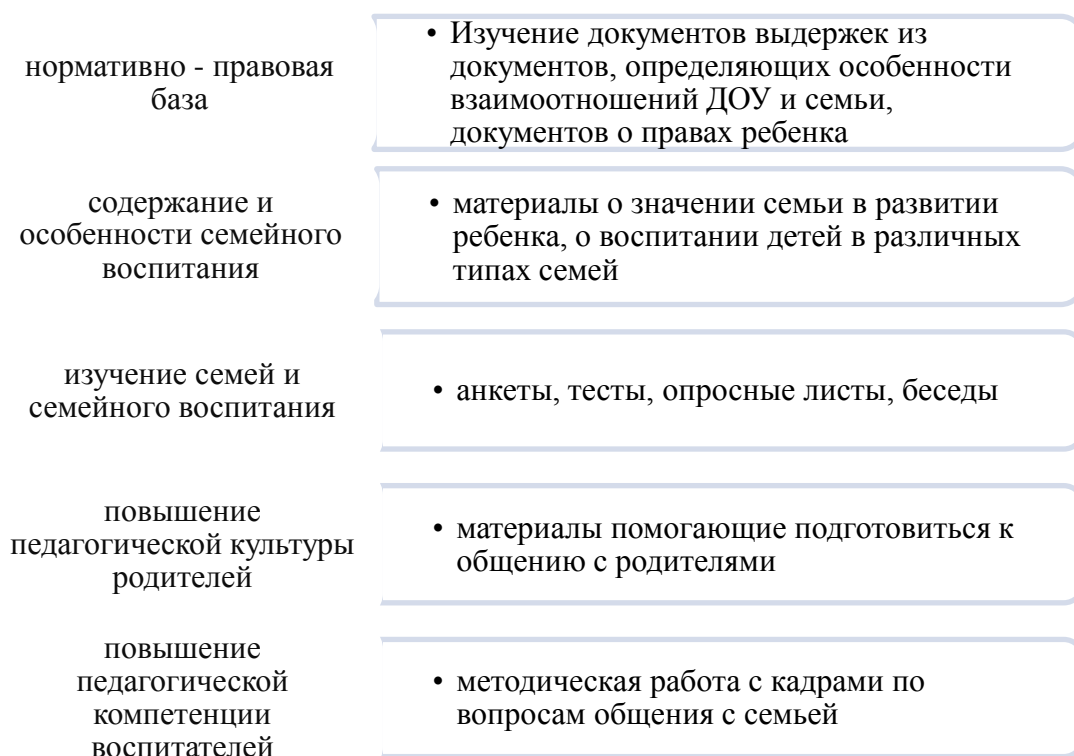 нормативно - правовая
база
• Изучение документов выдержек из
документов, определяющих особенности
взаимоотношений ДОУ и семьи,
документов о правах ребенка
содержание и
особенности семейного
воспитания
• материалы о значении семьи в развитии
ребенка, о воспитании детей в различных
типах семей
изучение семей и
семейного воспитания
• анкеты, тесты, опросные листы, беседы
повышение
педагогической культуры
родителей
• материалы помогающие подготовиться к
общению с родителями
повышение
педагогической
компетенции
воспитателей
• методическая работа с кадрами по
вопросам общения с семьей